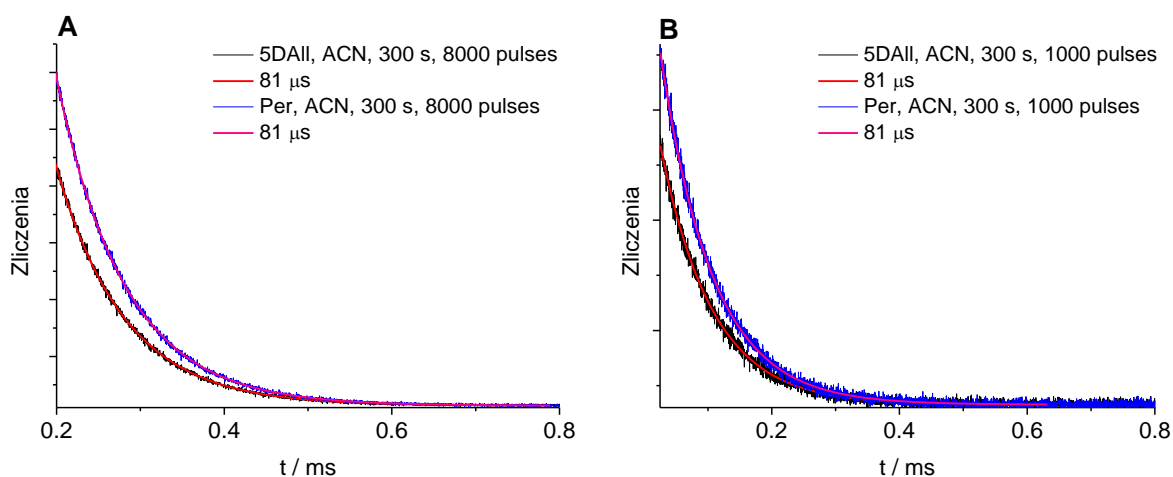 A
5DAll, ACN, 300 s, 8000 pulses
81 μs
Per, ACN, 300 s, 8000 pulses
81 μs
Zliczenia
0.2 0.4 0.6 0.8
t / ms
B
5DAll, ACN, 300 s, 1000 pulses
81 μs
Per, ACN, 300 s, 1000 pulses
81 μs
Zliczenia
0.2 0.4 0.6 0.8
t / ms